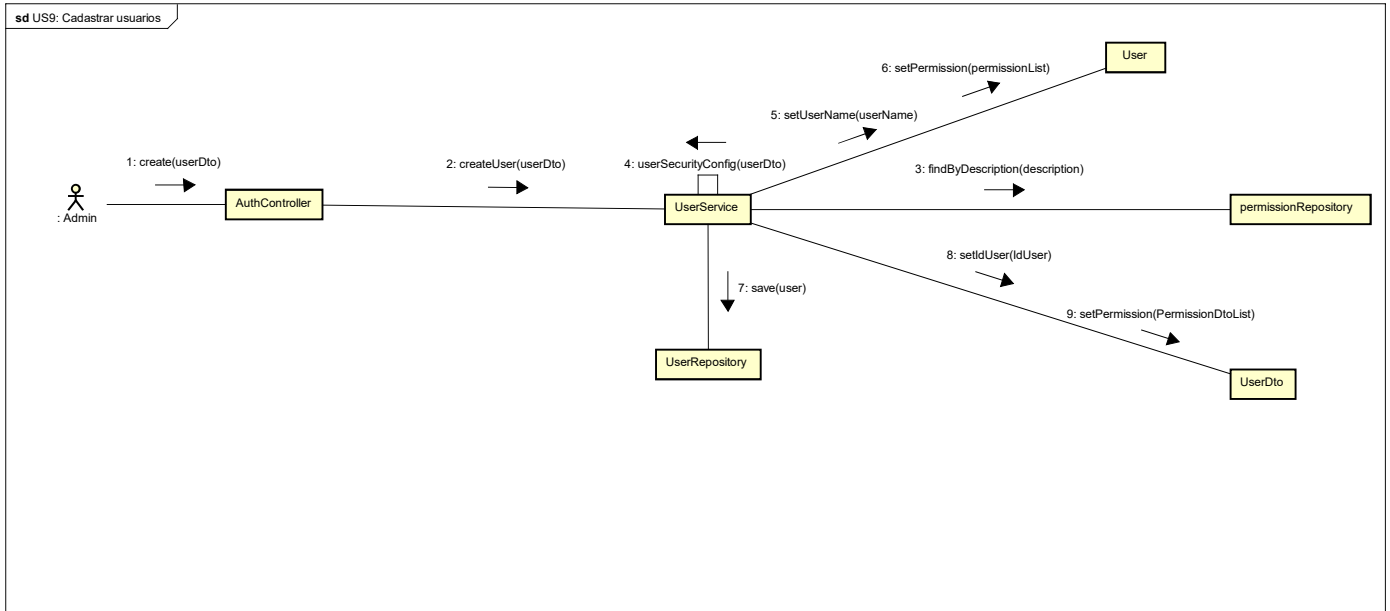 sd US9: Cadastrar usuarios
User
6: setPermission(permissionList)
5: setUserName(userName)
1: create(userDto)
2: createUser(userDto)
4: userSecurityConfig(userDto)
3: findByDescription(description)
: Admin
AuthController
UserService
permissionRepository
8: setIdUser(IdUser)
7: save(user)
9: setPermission(PermissionDtoList)
UserRepository
UserDto